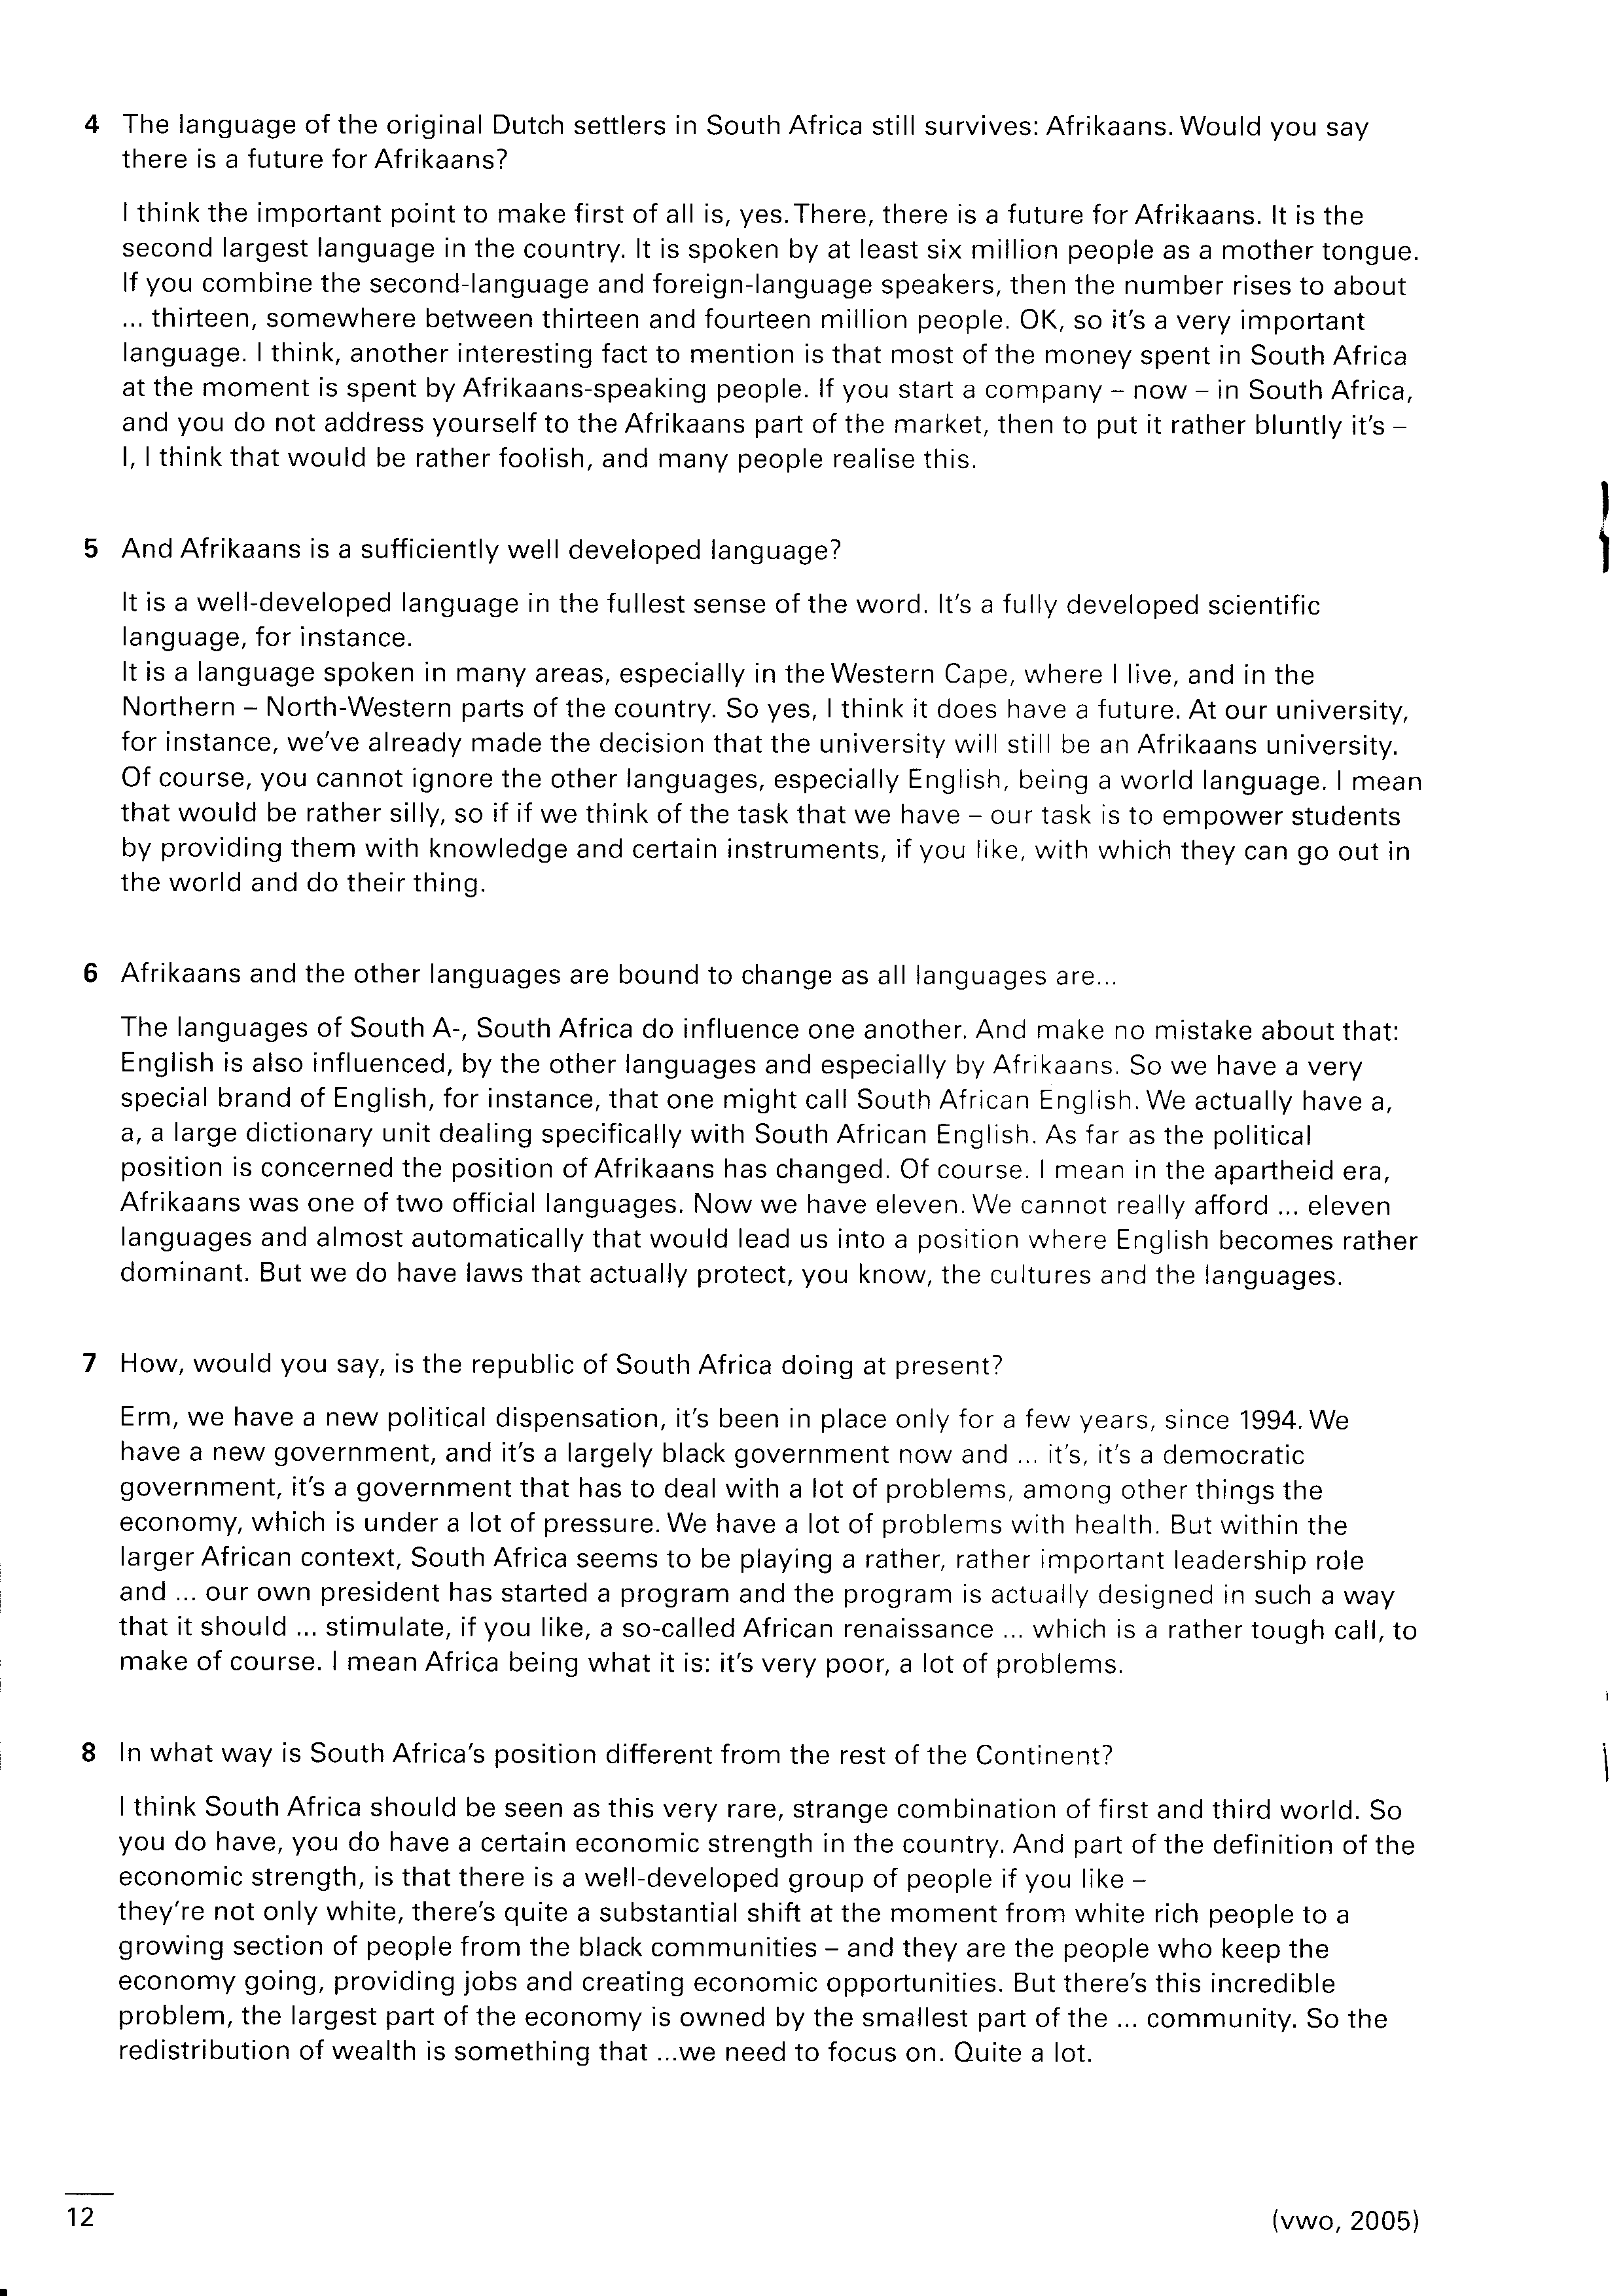 4 The language of the original Dutch settlers in South Africa still survives: Afrikaans. Would you say
there is a future for Afrikaans?
I think the important point to make first of all is, yes. There, there is a future for Afrikaans. It is the
second largest language in the country. It is spoken by at least six million people as a mother tongue.
If you combine the second-language and foreign-language speakers, then the number rises to about
... thirteen, somewhere between thirteen and fourteen million people. OK, so it's a very important
language. I think, another interesting fact to mention is that most of the money spent in South Africa
at the moment is spent by Afrikaans-speaking people. If you start a company – now – in South Africa,
and you do not address yourself to the Afrikaans part of the market, then to put it rather bluntly it's –
I, I think that would be rather foolish, and many people realise this.
5 And Afrikaans is a sufficiently well developed language?
It is a well-developed language in the fullest sense of the word. It's a fully developed scientific
language, for instance.
It is a language spoken in many areas, especially in the Western Cape, where I live, and in the
Northern – North-Western parts of the country. So yes, I think it does have a future. At our university,
for instance, we've already made the decision that the university will still be an Afrikaans university.
Of course, you cannot ignore the other languages, especially English, being a world language. I mean
that would be rather silly, so if if we think of the task that we have – our task is to empower students
by providing them with knowledge and certain instruments, if you like, with which they can go out in
the world and do their thing.
6 Afrikaans and the other languages are bound to change as all languages are...
The languages of South A-, South Africa do influence one another. And make no mistake about that:
English is also influenced, by the other languages and especially by Afrikaans. So we have a very
special brand of English, for instance, that one might call South African English. We actually have a,
a, a large dictionary unit dealing specifically with South African English. As far as the political
position is concerned the position of Afrikaans has changed. Of course. I mean in the apartheid era,
Afrikaans was one of two official languages. Now we have eleven. We cannot really afford ... eleven
languages and almost automatically that would lead us into a position where English becomes rather
dominant. But we do have laws that actually protect, you know, the cultures and the languages.
7 How, would you say, is the republic of South Africa doing at present?
Erm, we have a new political dispensation, it's been in place only for a few years, since 1994. We
have a new government, and it's a largely black government now and ... it's, it's a democratic
government, it's a government that has to deal with a lot of problems, among other things the
economy, which is under a lot of pressure. We have a lot of problems with health. But within the
larger African context, South Africa seems to be playing a rather, rather important leadership role
and ... our own president has started a program and the program is actually designed in such a way
that it should ... stimulate, if you like, a so-called African renaissance ... which is a rather tough call, to
make of course. I mean Africa being what it is: it's very poor, a lot of problems.
8 In what way is South Africa's position different from the rest of the Continent?
I think South Africa should be seen as this very rare, strange combination of first and third world. So
you do have, you do have a certain economic strength in the country. And part of the definition of the
economic strength, is that there is a well-developed group of people if you like –
they're not only white, there's quite a substantial shift at the moment from white rich people to a
growing section of people from the black communities – and they are the people who keep the
economy going, providing jobs and creating economic opportunities. But there's this incredible
problem, the largest part of the economy is owned by the smallest part of the ... community. So the
redistribution of wealth is something that ...we need to focus on. Quite a lot.
12
(vwo, 2005)